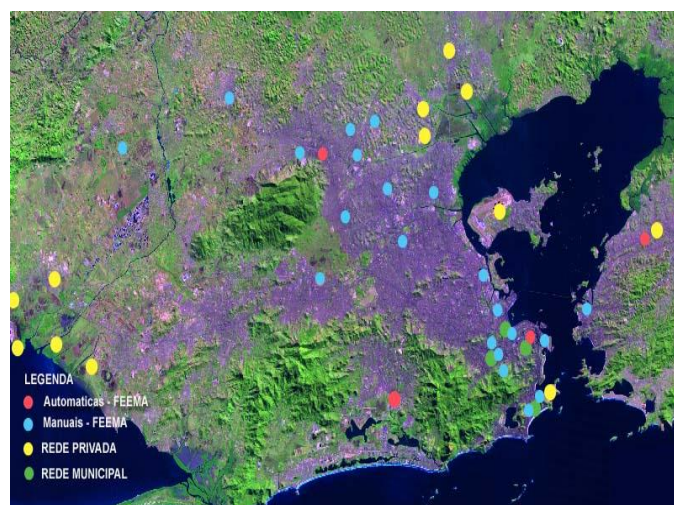 LEGENDA
Automaticas - FEEMA
Manuais - FEEMA
REDE PRIVADA
REDE MUNICIPAL